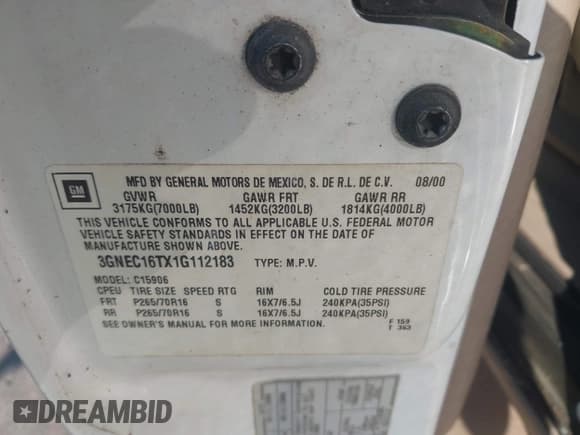 GM
MFD BY GENERAL MOTORS DE MEXICO, S. DE R.L. DE C.V. 08/00
GVWR GAWR FRT GAWR RR
3175KG(7000LB) 1452KG(3200LB) 1814KG(4000LB)
THIS VEHICLE CONFORMS TO ALL APPLICABLE U.S. FEDERAL MOTOR
VEHICLE SAFETY STANDARDS IN EFFECT ON THE DATE OF
MANUFACTURE SHOWN ABOVE.
3GNEC16TX1G112183 TYPE: M.P.V.
MODEL: C15906
CPEU TIRE SIZE SPEED RTG RIM COLD TIRE PRESSURE
FRT P265/70R16 S 16X7/6.5J 240KPA(35PSI)
RR P265/70R16 S 16X7/6.5J 240KPA(35PSI)
SEE OWNER'S MANUAL FOR MORE INFORMATION.
F 159
T 363
DREAMBID